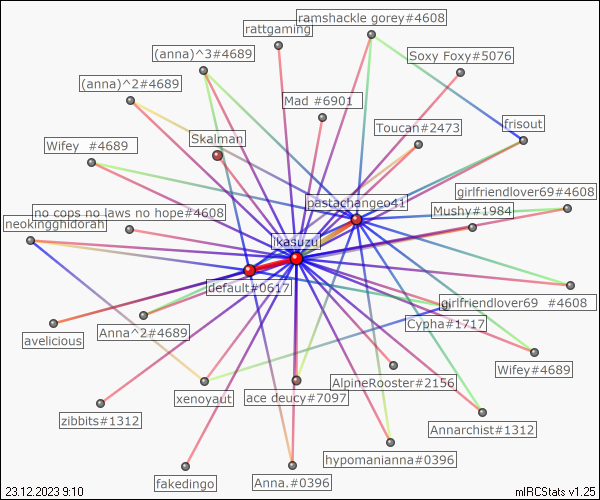 ramshackle gorey#4608
rattgaming
(anna)^3#4689
Soxy Foxy#5076
(anna)^2#4689
Mad #6901
Toucan#2473
frisout
Skalman
Wifey #4689
girlfriendlover69#4608
pastachangeo41
Mushy#1984
no cops no laws no hope#4608
neokingghidorah
ikasuzu
default#0617
girlfriendlover69 #4608
Cypha#1717
Anna^2#4689
avelicious
Wifey#4689
AlpineRooster#2156
xenoyaut
ace deucy#7097
zibbits#1312
Annarchist#1312
hypomanianna#0396
fakedingo
Anna.#0396
23.12.2023 9:10
mIRCStats v1.25